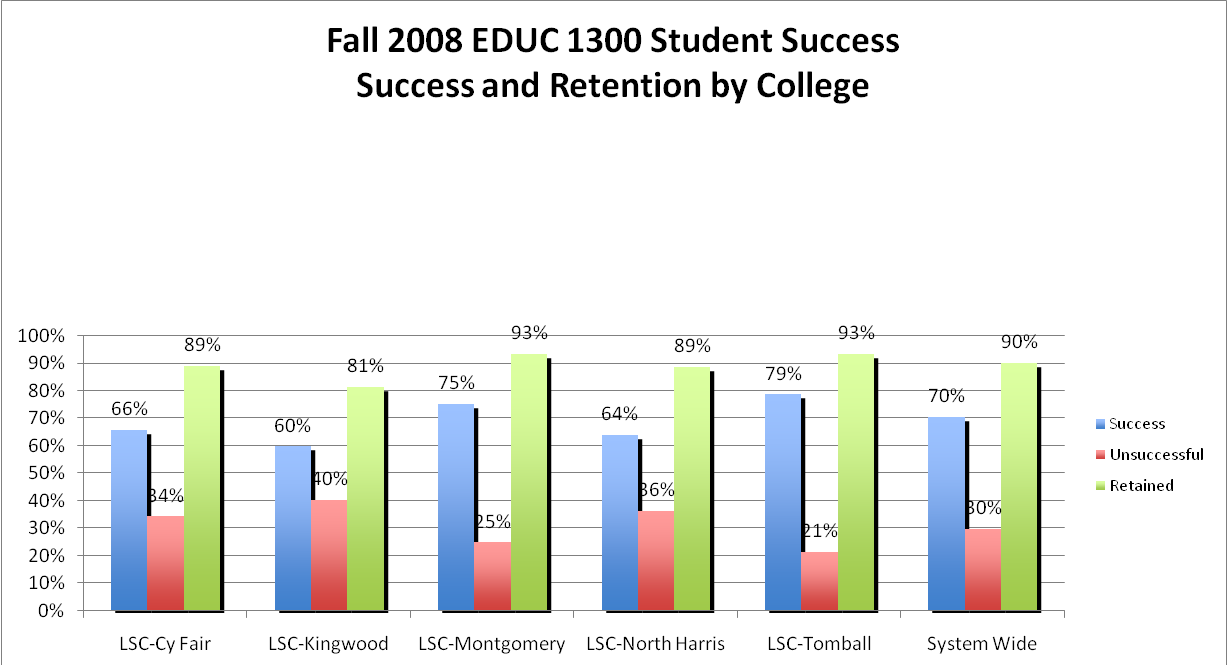 Fall 2008 EDUC 1300 Student Success
Success and Retention by College
100%
90%
80%
70%
60%
50%
40%
30%
20%
10%
0%
66%
34%
89%
60%
40%
81%
75%
25%
93%
64%
36%
89%
79%
21%
93%
70%
30%
90%
LSC-Cy Fair
LSC-Kingwood
LSC-Montgomery
LSC-North Harris
LSC-Tomball
System Wide
Success
Unsuccessful
Retained